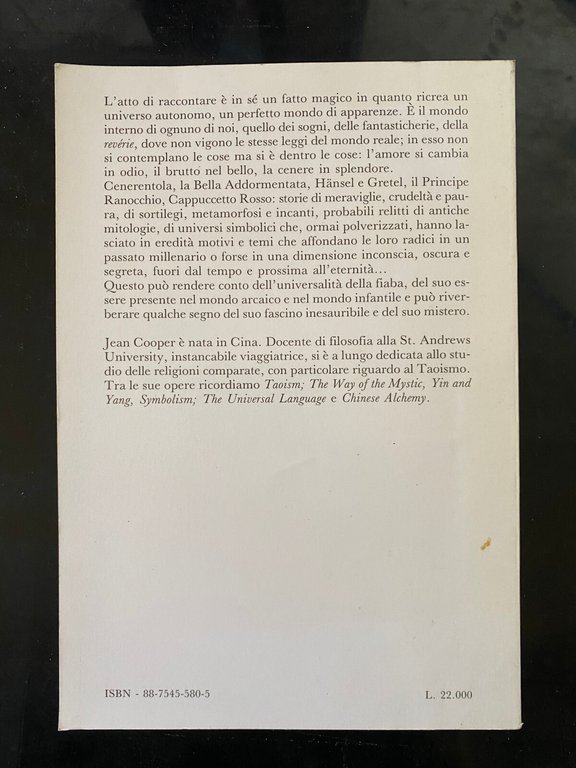 L'atto di raccontare è in sé un fatto magico in quanto ricrea un
universo autonomo, un perfetto mondo di apparenze. È il mondo
interno di ognuno di noi, quello dei sogni, delle fantasticherie, della
revérie, dove non vigono le stesse leggi del mondo reale; in esso non
si contemplano le cose ma si è dentro le cose: l'amore si cambia
in odio, il brutto nel bello, la cenere in splendore.
Cenerentola, la Bella Addormentata, Hänsel e Gretel, il Principe
Ranocchio, Cappuccetto Rosso: storie di meraviglie, crudeltà e pau-
ra, di sortilegi, metamorfosi e incanti, probabili relitti di antiche
mitologie, di universi simbolici che, ormai polverizzati, hanno la-
sciato in eredità motivi e temi che affondano le loro radici in un
passato millenario o forse in una dimensione inconscia, oscura e
segreta, fuori dal tempo e prossima all'eternità...
Questo può rendere conto dell'universalità della fiaba, del suo es-
sere presente nel mondo arcaico e nel mondo infantile e può river-
berare qualche segno del suo fascino inesauribile e del suo mistero.
Jean Cooper è nata in Cina. Docente di filosofia alla St. Andrews
University, instancabile viaggiatrice, si è a lungo dedicata allo stu-
dio delle religioni comparate, con particolare riguardo al Taoismo.
Tra le sue opere ricordiamo Taoism; The Way of the Mystic, Yin and
Yang, Symbolism; The Universal Language e Chinese Alchemy.
ISBN - 88-7545-580-5
L. 22.000